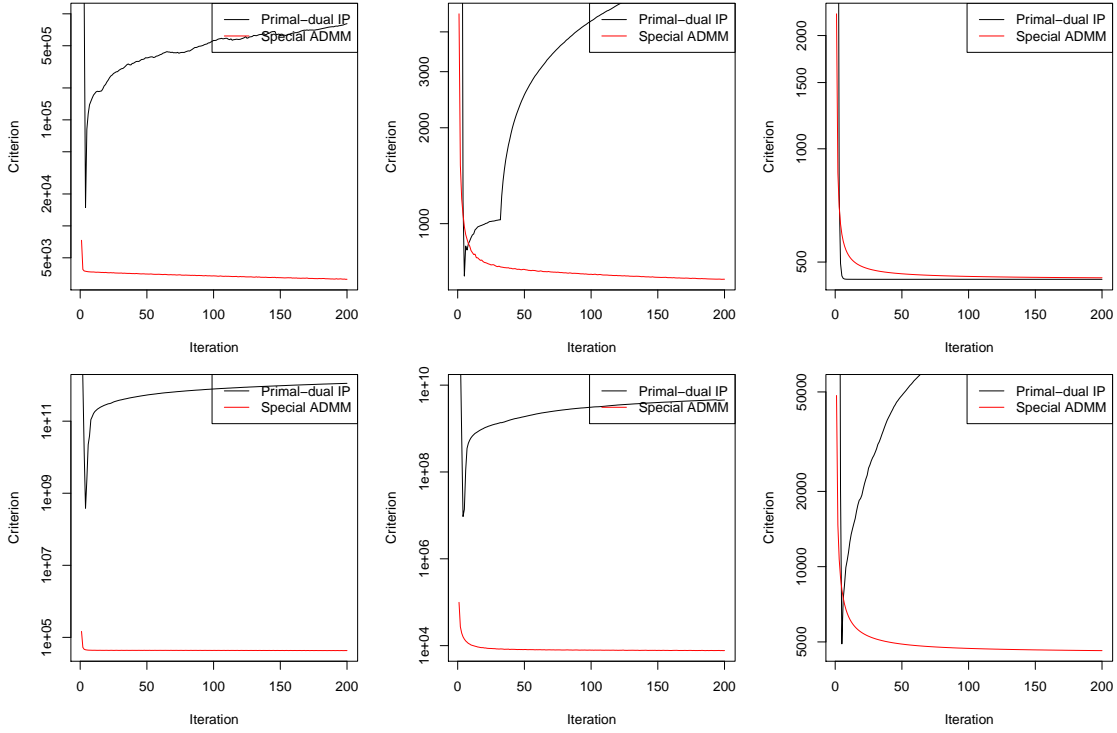 Primal−dual IP
Special ADMM
Criterion
5e+03
2e+04
1e+05
5e+05
0
50
100
150
200
Iteration
Primal−dual IP
Special ADMM
Criterion
1000
2000
3000
0
50
100
150
200
Iteration
Primal−dual IP
Special ADMM
Criterion
500
1000
1500
2000
0
50
100
150
200
Iteration
Primal−dual IP
Special ADMM
Criterion
1e+05
1e+07
1e+09
1e+11
0
50
100
150
200
Iteration
Primal−dual IP
Special ADMM
Criterion
1e+04
1e+06
1e+08
1e+10
0
50
100
150
200
Iteration
Primal−dual IP
Special ADMM
Criterion
5000
10000
20000
50000
0
50
100
150
200
Iteration